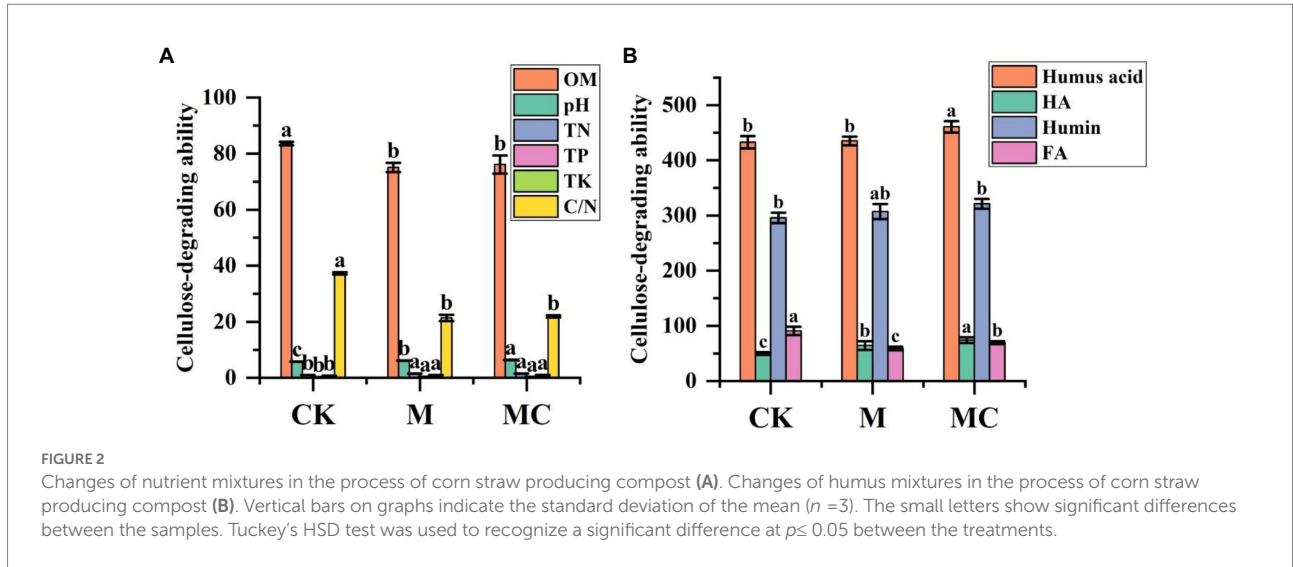 A
OM
pH
TN
TP
TK
C/N
Cellulose-degrading ability
100
80
60
40
20
0
a
c
b
b
b
a
b
b
a
a
a
b
b
a
a
a
a
b
CK
M
MC
B
Humus acid
HA
Humin
FA
Cellulose-degrading ability
500
400
300
200
100
0
b
c
b
a
b
b
ab
c
a
a
b
b
CK
M
MC
FIGURE 2
Changes of nutrient mixtures in the process of corn straw producing compost (A). Changes of humus mixtures in the process of corn straw
producing compost (B). Vertical bars on graphs indicate the standard deviation of the mean (n =3). The small letters show significant differences
between the samples. Tuckey’s HSD test was used to recognize a significant difference at p≤ 0.05 between the treatments.